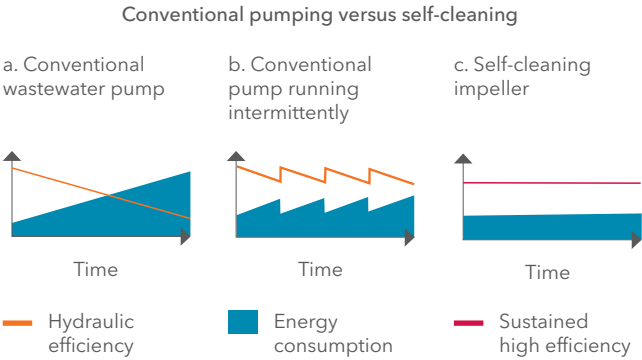 Conventional pumping versus self-cleaning
a. Conventional
wastewater pump
b. Conventional
pump running
intermittently
c. Self-cleaning
impeller
Time
Time
Time
Hydraulic
efficiency
Energy
consumption
Sustained
high efficiency